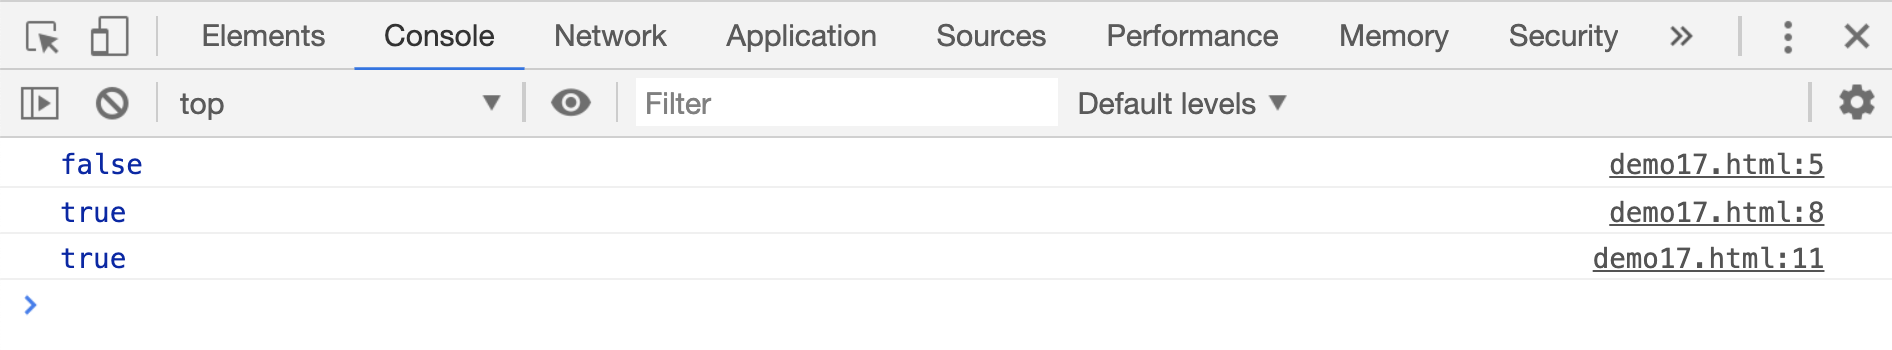 Elements Console Network Application Sources Performance Memory Security
top Filter Default levels
false demo17.html:5
true demo17.html:8
true demo17.html:11